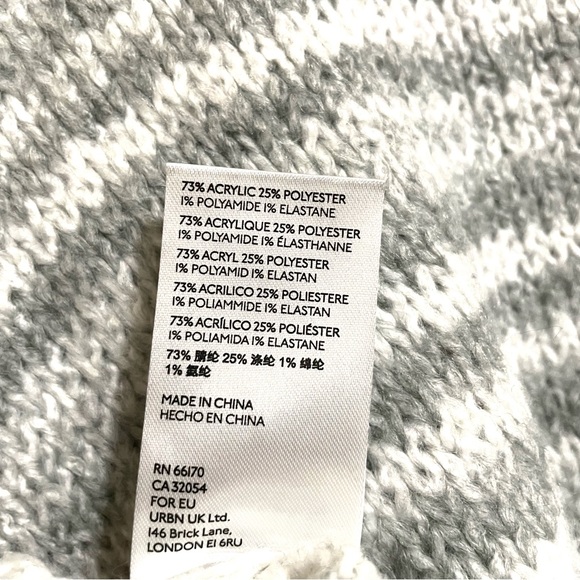 73% ACRYLIC 25% POLYESTER
1% POLYAMIDE 1% ELASTANE
73% ACRYLIQUE 25% POLYESTER
1% POLYAMIDE 1% ÉLASTHANNE
73% ACRYL 25% POLYESTER
1% POLYAMID 1% ELASTAN
73% ACRILICO 25% POLIESTERE
1% POLIAMMIDE 1% ELASTAN
73% ACRÍLICO 25% POLIÉSTER
1% POLIAMIDA 1% ELASTANE
73% 腈纶 25% 涤纶 1% 锦纶
1% 氨纶
MADE IN CHINA
HECHO EN CHINA
RN 66170
CA 32054
FOR EU
URBN UK Ltd.
146 Brick Lane,
LONDON E1 6RU